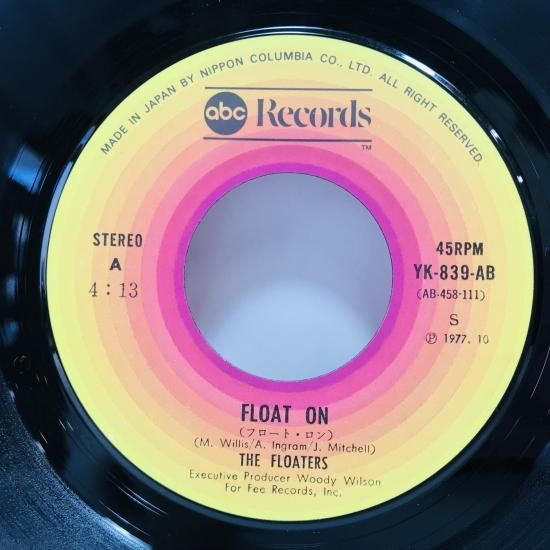 MADE IN JAPAN BY NIPPON COLUMBIA CO., LTD. ALL RIGHT RESERVED.
abc Records
TM
STEREO
A
4:13
45RPM
YK-839-AB
(AB-458-111)
S
Ⓟ 1977. 10
FLOAT ON
(フロート・ロン)
(M. Willis/A. Ingram/J. Mitchell)
THE FLOATERS
Executive Producer Woody Wilson
For Fee Records, Inc.